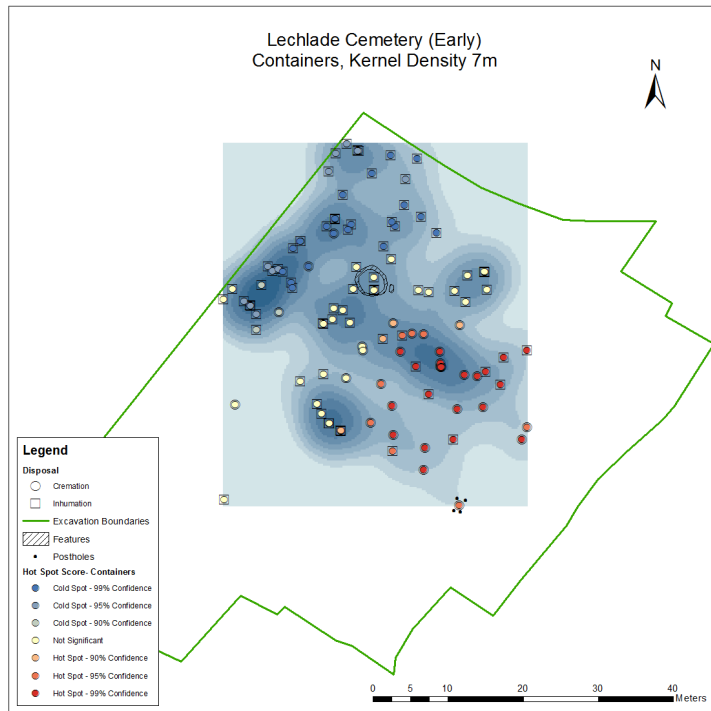 Lechlade Cemetery (Early)
Containers, Kernel Density 7m
N
Legend
Disposal
Cremation
Inhumation
Excavation Boundaries
Features
Postholes
Hot Spot Score- Containers
Cold Spot - 99% Confidence
Cold Spot - 95% Confidence
Cold Spot - 90% Confidence
Not Significant
Hot Spot - 90% Confidence
Hot Spot - 95% Confidence
Hot Spot - 99% Confidence
0 5 10 20 30 40
Meters